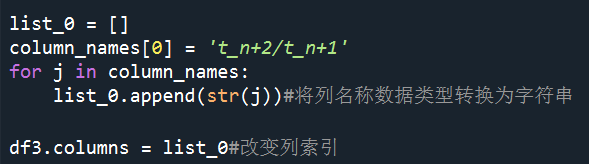 list_0 = []
column_names[0] = 't_n+2/t_n+1'
for j in column_names:
    list_0.append(str(j))#将列名称数据类型转换为字符串
df3.columns = list_0#改变列索引